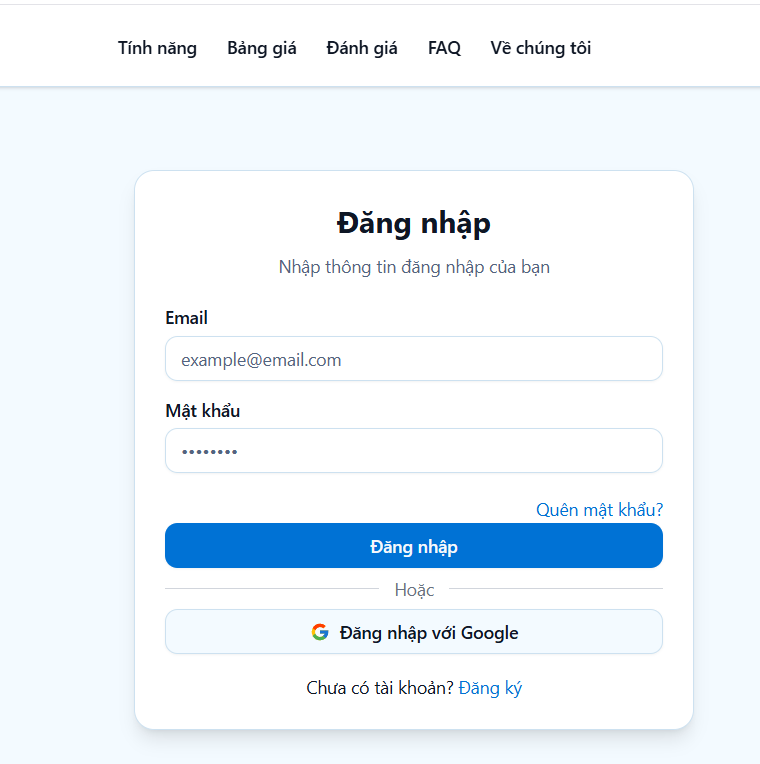 Tính năng Bảng giá Đánh giá FAQ Về chúng tôi
Đăng nhập
Nhập thông tin đăng nhập của bạn
Email
example@email.com
Mật khẩu
••••••••
Quên mật khẩu?
Đăng nhập
Hoặc
Đăng nhập với Google
Chưa có tài khoản? Đăng ký